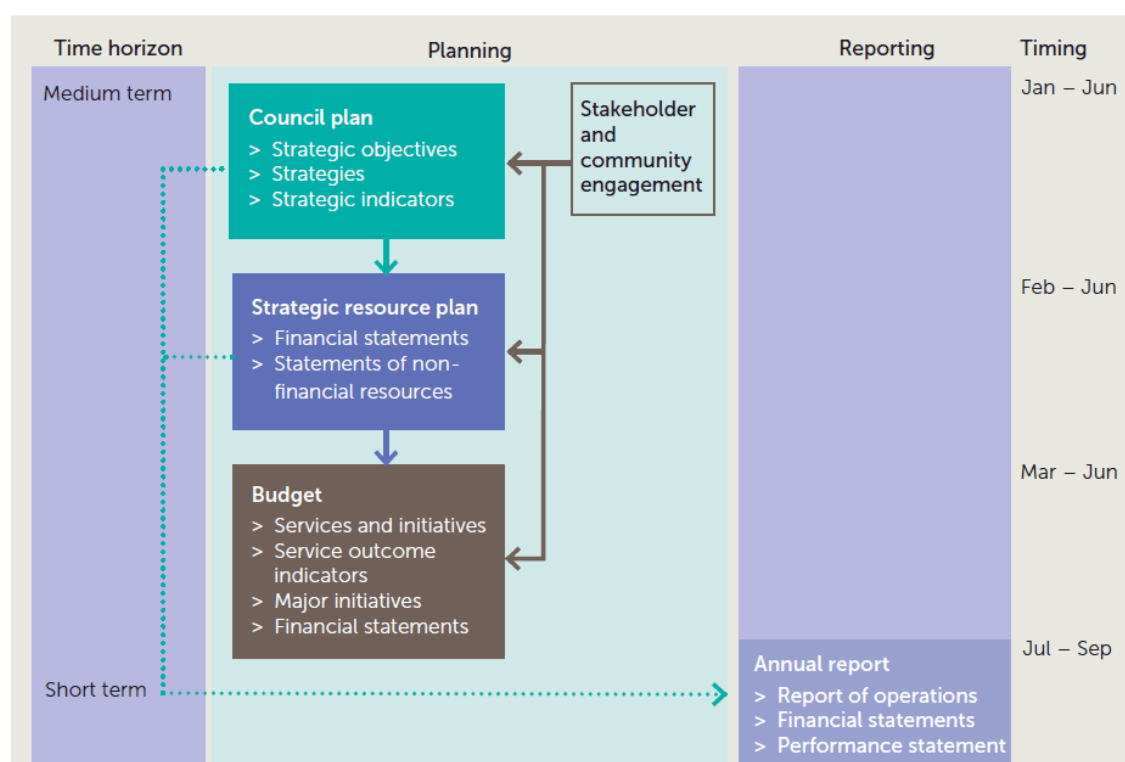 Time horizon
Planning
Reporting
Timing
Medium term
Jan – Jun
Council plan
> Strategic objectives
> Strategies
> Strategic indicators
Stakeholder
and
community
engagement
Strategic resource plan
> Financial statements
> Statements of non-
financial resources
Feb – Jun
Budget
> Services and initiatives
> Service outcome
indicators
> Major initiatives
> Financial statements
Mar – Jun
Short term
Annual report
> Report of operations
> Financial statements
> Performance statement
Jul – Sep